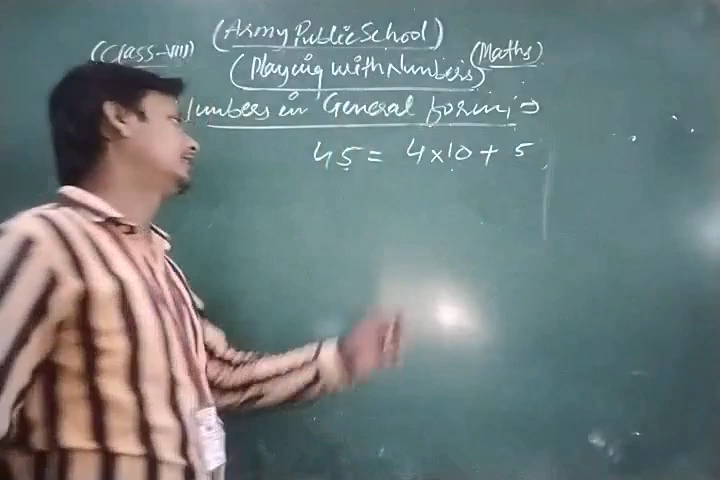 (Army Public School)
(Class-VIII) (Maths)
(Playing with Numbers)
Numbers in General form:→
45 = 4×10 + 5